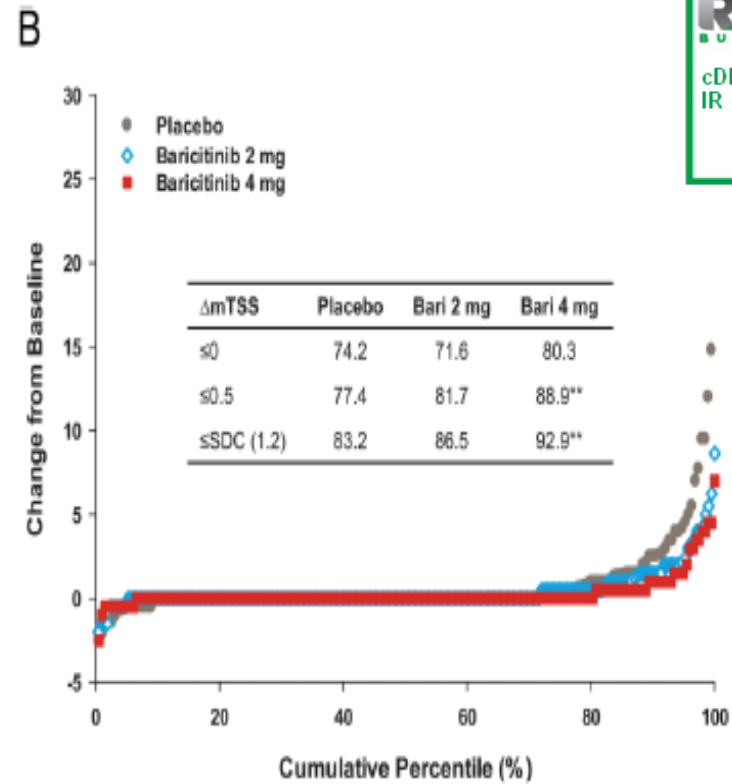 B
B U
cD
IR
30
Placebo
Baricitinib 2 mg
Baricitinib 4 mg
25
20
15
10
5
0
-5
Change from Baseline
ΔmTSS Placebo Bari 2 mg Bari 4 mg
≤0 74.2 71.6 80.3
≤0.5 77.4 81.7 88.9**
≤SDC (1.2) 83.2 86.5 92.9**
0 20 40 60 80 100
Cumulative Percentile (%)